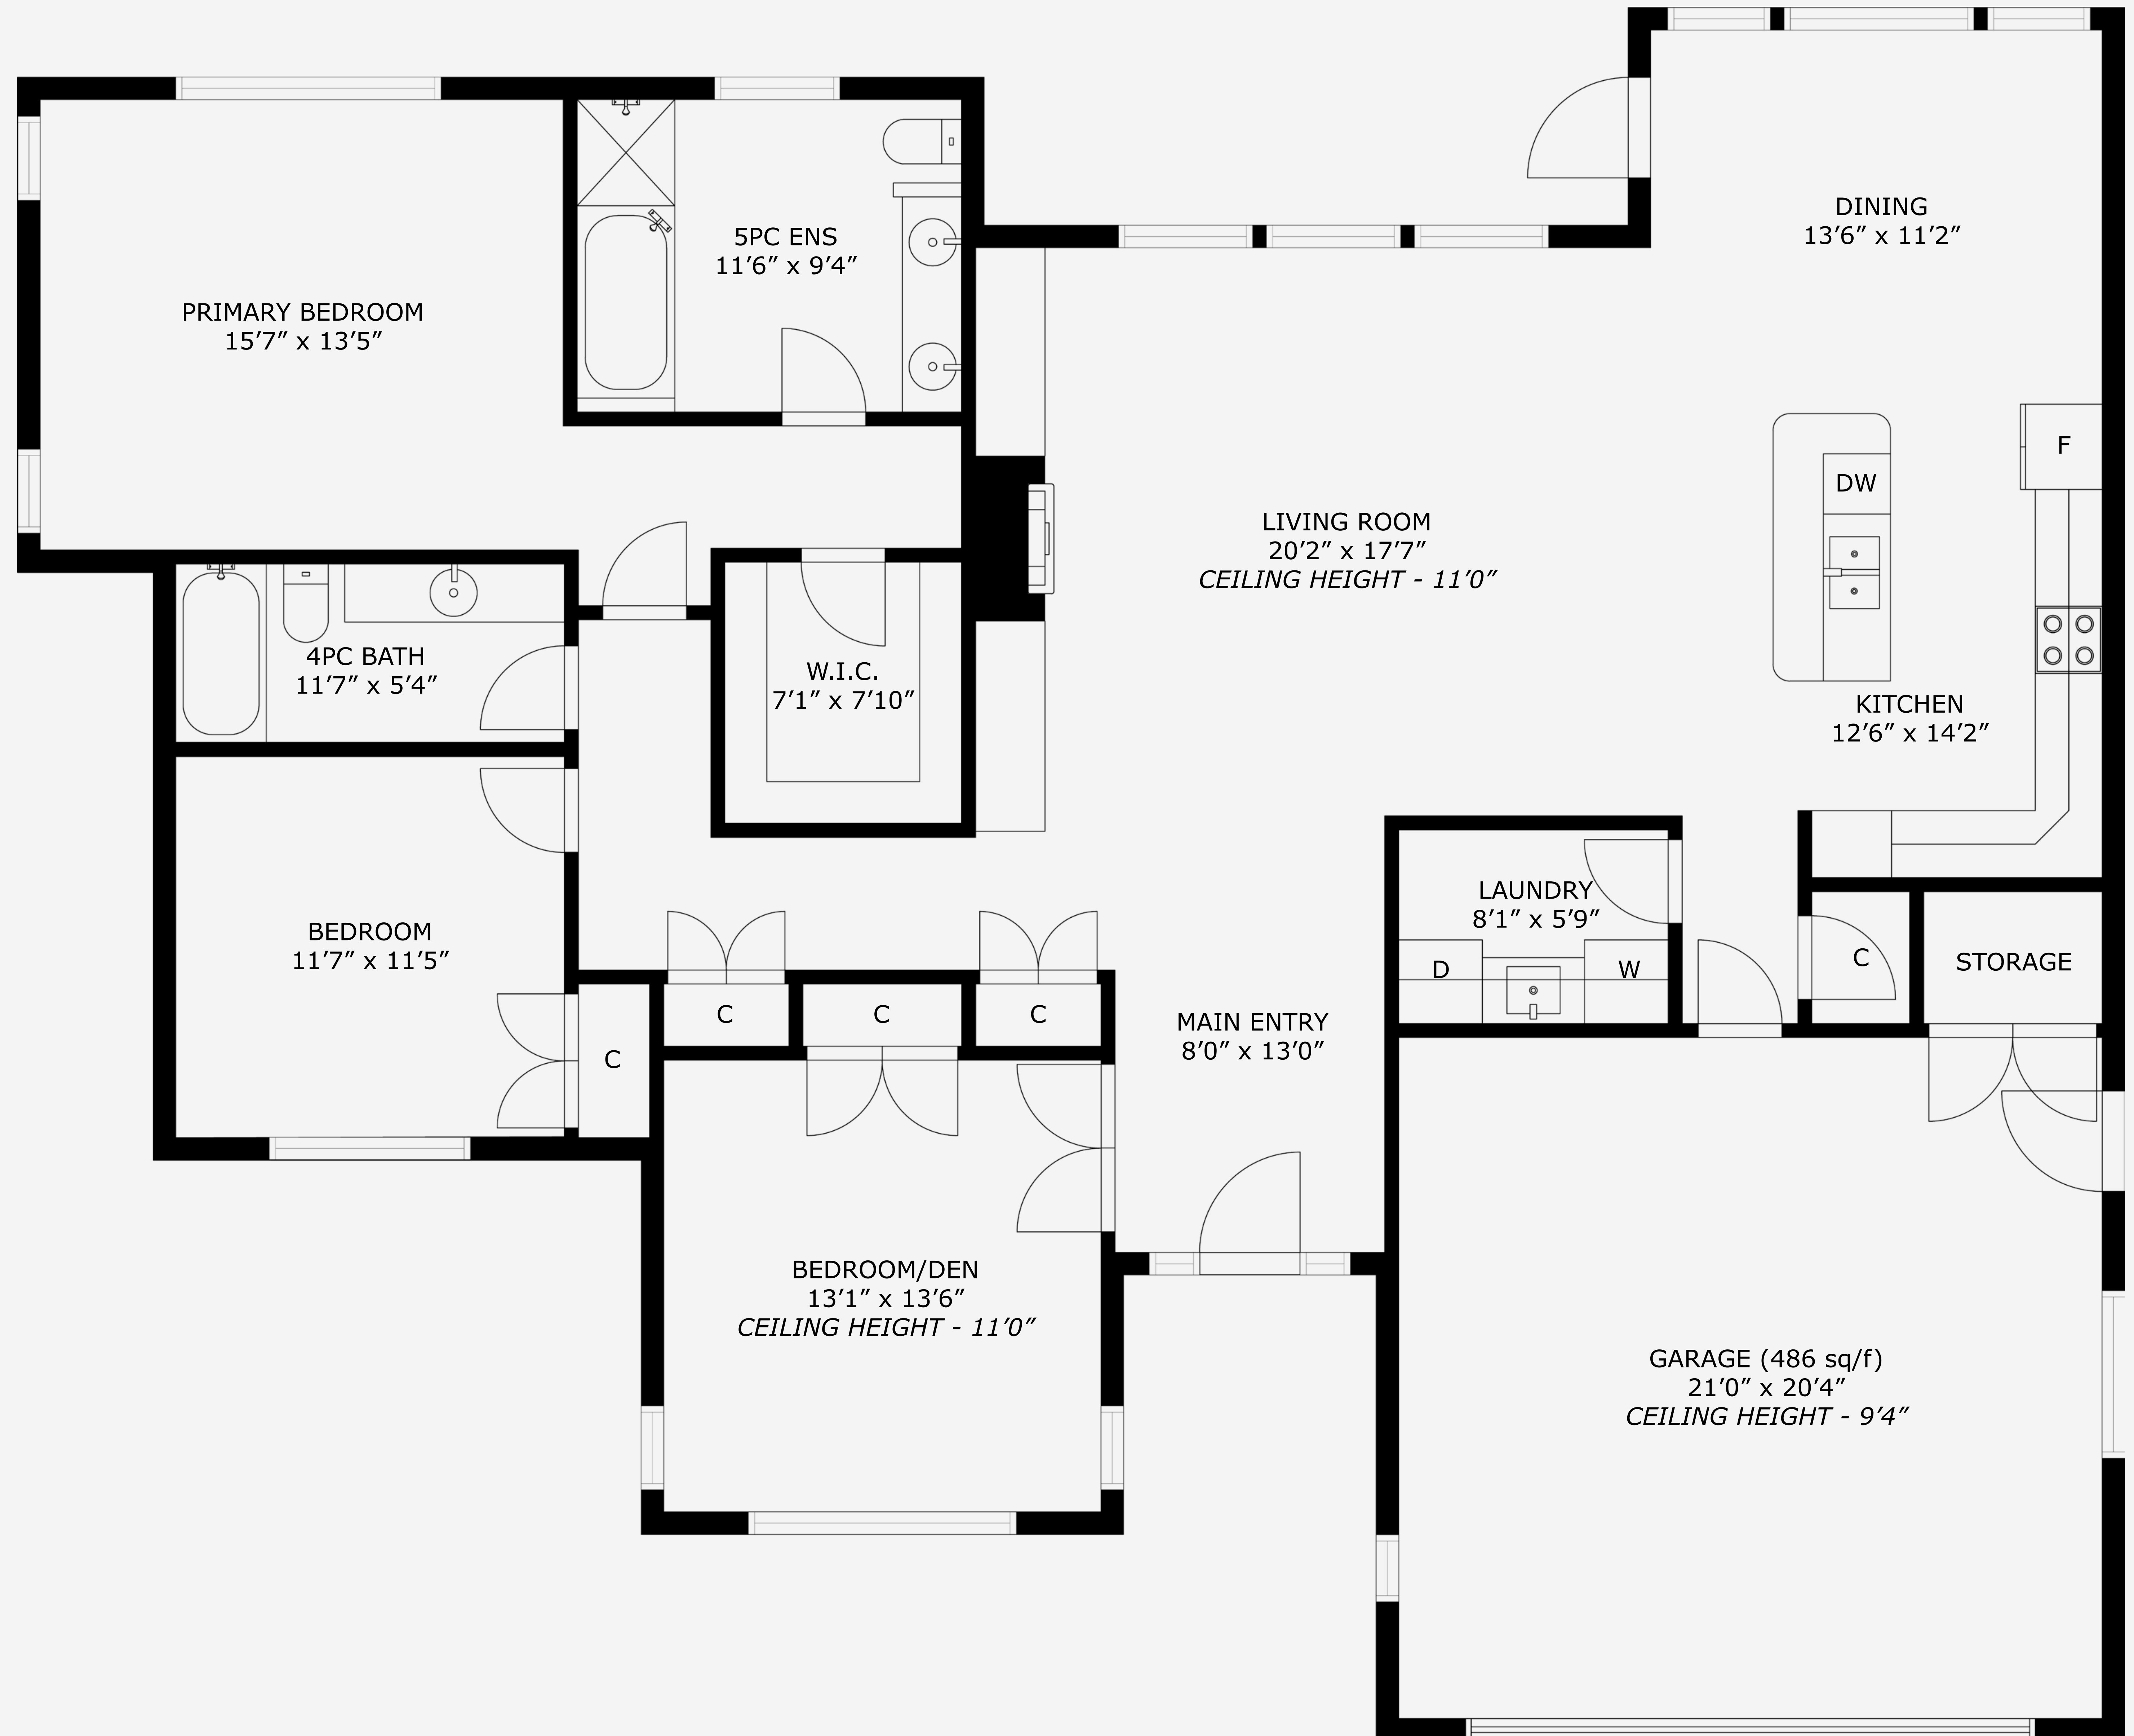 DINING
13′6″ x 11′2″
5PC ENS
11′6″ x 9′4″
PRIMARY BEDROOM
15′7″ x 13′5″
F
DW
LIVING ROOM
20′2″ x 17′7″
CEILING HEIGHT - 11′0″
4PC BATH
11′7″ x 5′4″
W.I.C.
7′1″ x 7′10″
KITCHEN
12′6″ x 14′2″
LAUNDRY
8′1″ x 5′9″
BEDROOM
11′7″ x 11′5″
D
W
C
STORAGE
C
C
C
MAIN ENTRY
8′0″ x 13′0″
C
BEDROOM/DEN
13′1″ x 13′6″
CEILING HEIGHT - 11′0″
GARAGE (486 sq/f)
21′0″ x 20′4″
CEILING HEIGHT - 9′4″